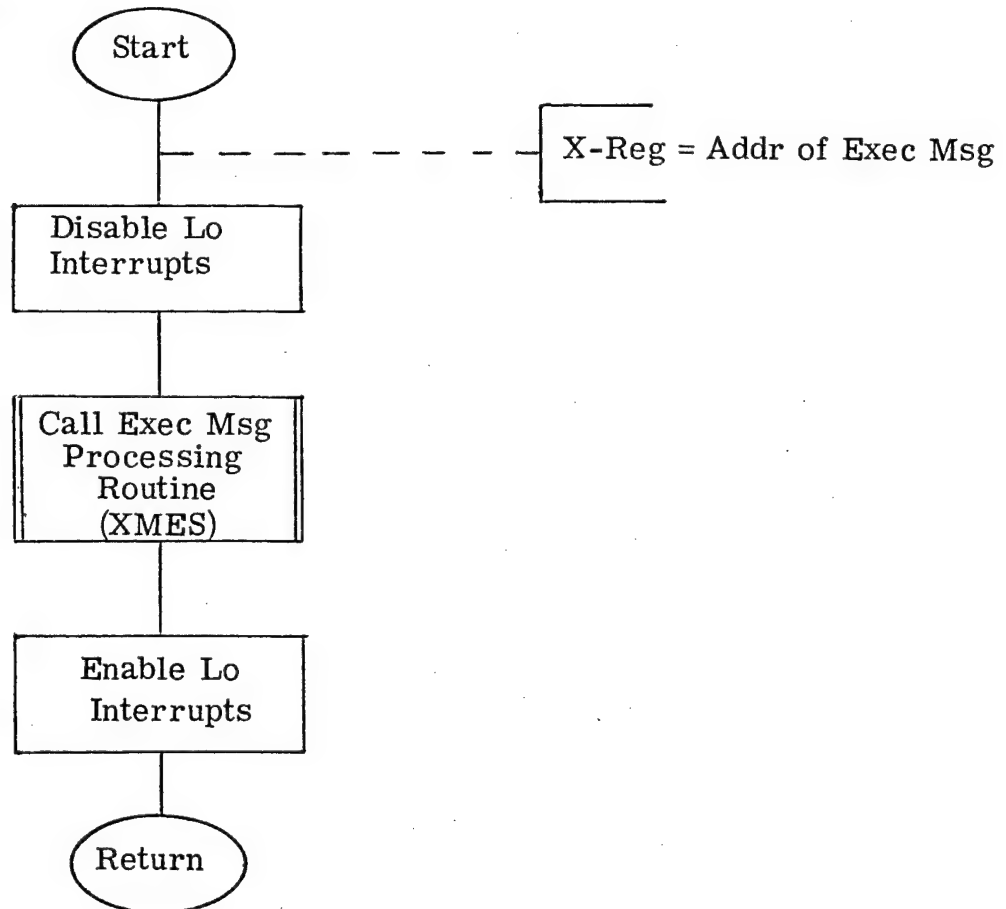 Start
X-Reg = Addr of Exec Msg
Disable Lo
Interrupts
Call Exec Msg
Processing
Routine
(XMES)
Enable Lo
Interrupts
Return